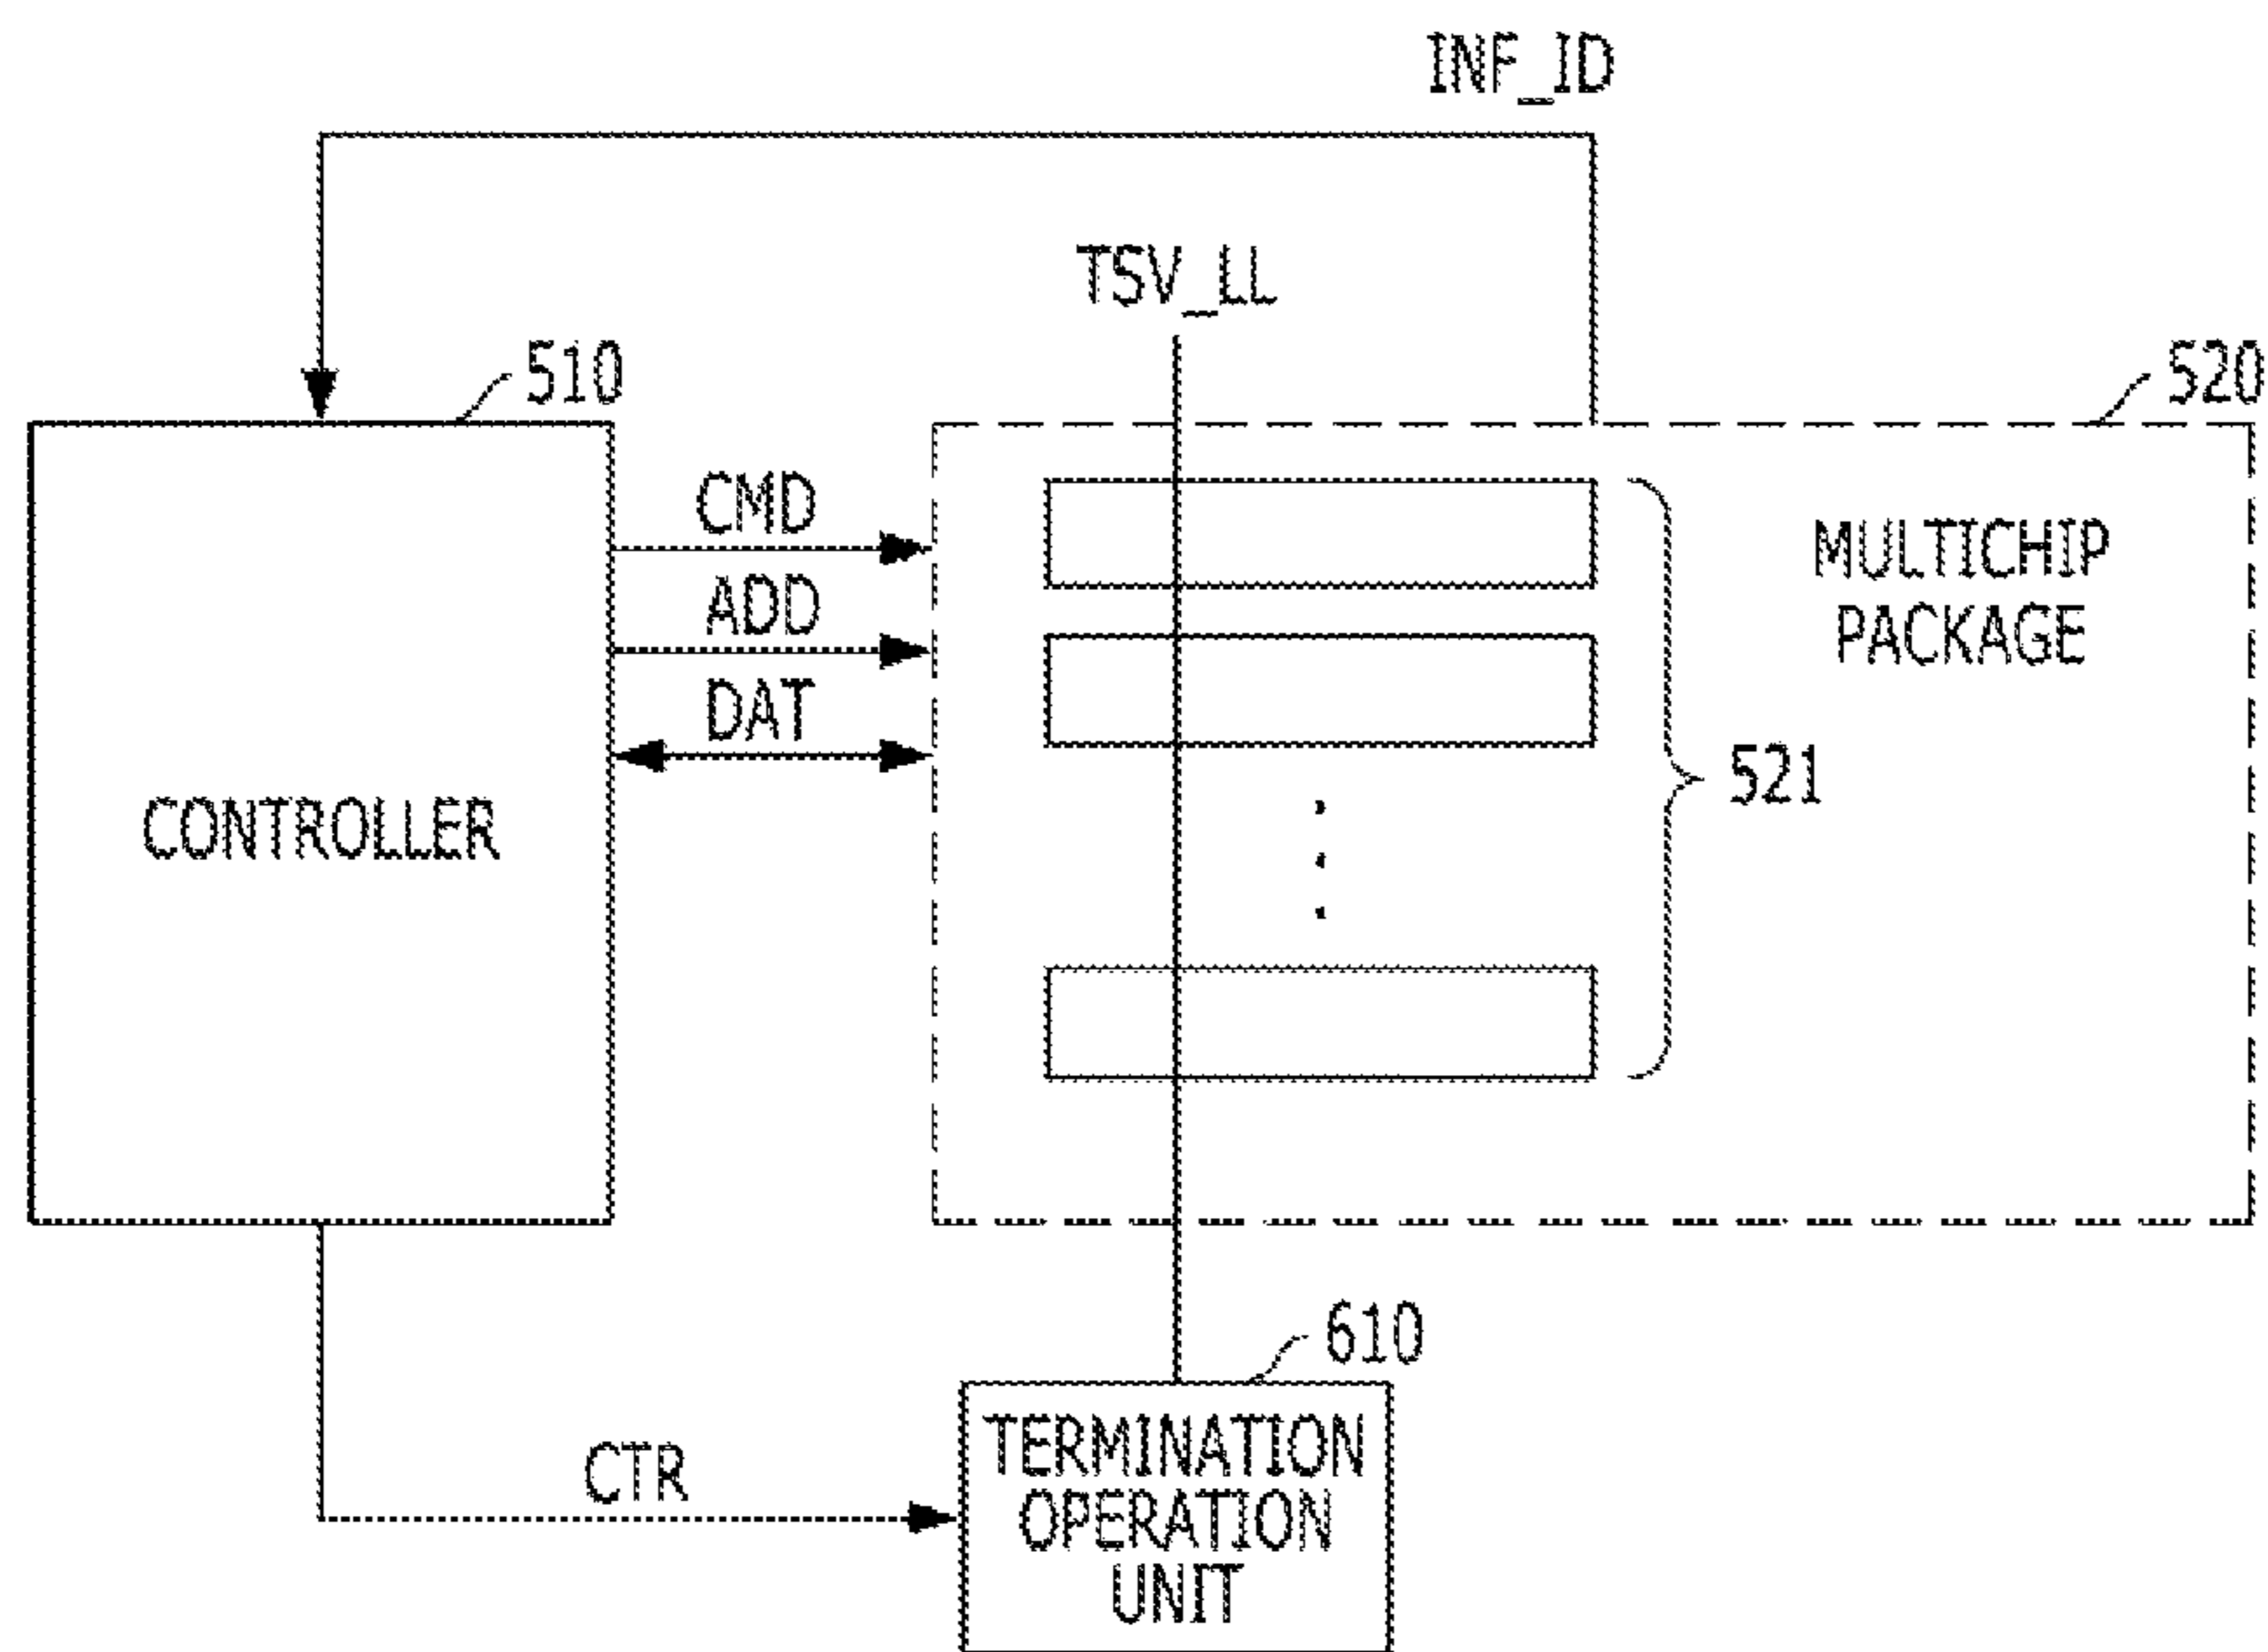 INF_ID
TSV_LL
510
520
CMD
ADD
DAT
MULTICHIP
PACKAGE
521
CONTROLLER
610
CTR
TERMINATION
OPERATION
UNIT